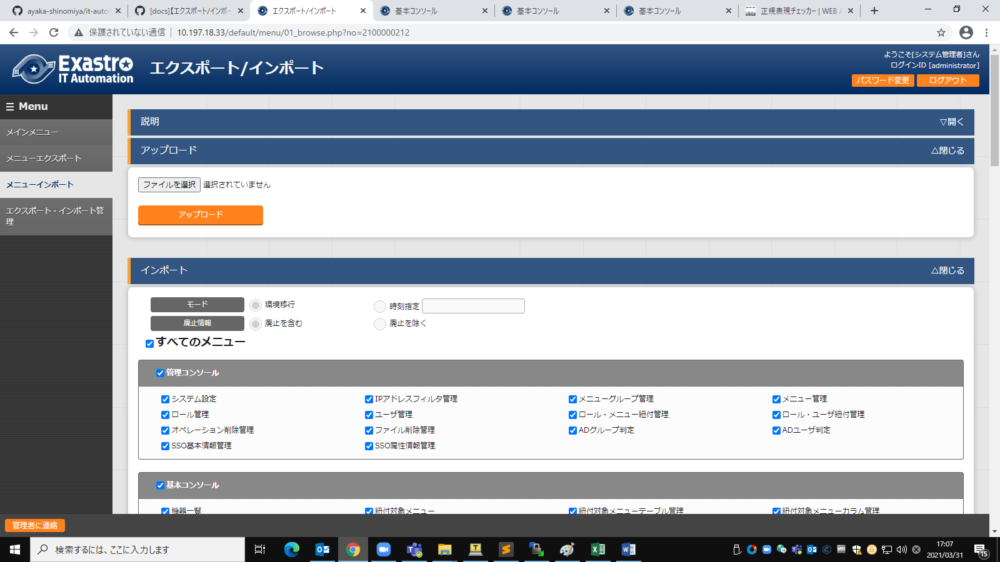 ayaka-shinomiya/it-auto
[docs]【エクスポート/インポー
エクスポート/インポート
基本コンソール
基本コンソール
基本コンソール
正規表現チェッカー | WEB A
保護されていない通信
10.197.18.33/default/menu/01_browse.php?no=2100000212
Exastro
IT Automation
エクスポート/インポート
ようこそ[システム管理者]さん
ログインID [administrator]
パスワード変更
ログアウト
Menu
メインメニュー
メニューエクスポート
メニューインポート
エクスポート・インポート管
理
説明
▽開く
アップロード
△閉じる
ファイルを選択 選択されていません
アップロード
インポート
△閉じる
モード 環境移行 時刻指定
廃止情報 廃止を含む 廃止を除く
すべてのメニュー
管理コンソール
システム設定 IPアドレスフィルタ管理 メニューグループ管理 メニュー管理
ロール管理 ユーザ管理 ロール・メニュー紐付管理 ロール・ユーザ紐付管理
オペレーション削除管理 ファイル削除管理 ADグループ判定 ADユーザ判定
SSO基本情報管理 SSO属性情報管理
基本コンソール
機器一覧 紐付対象メニュー 紐付対象メニューテーブル管理 紐付対象メニューカラム管理
管理者に連絡
検索するには、ここに入力します
17:07
2021/03/31
15